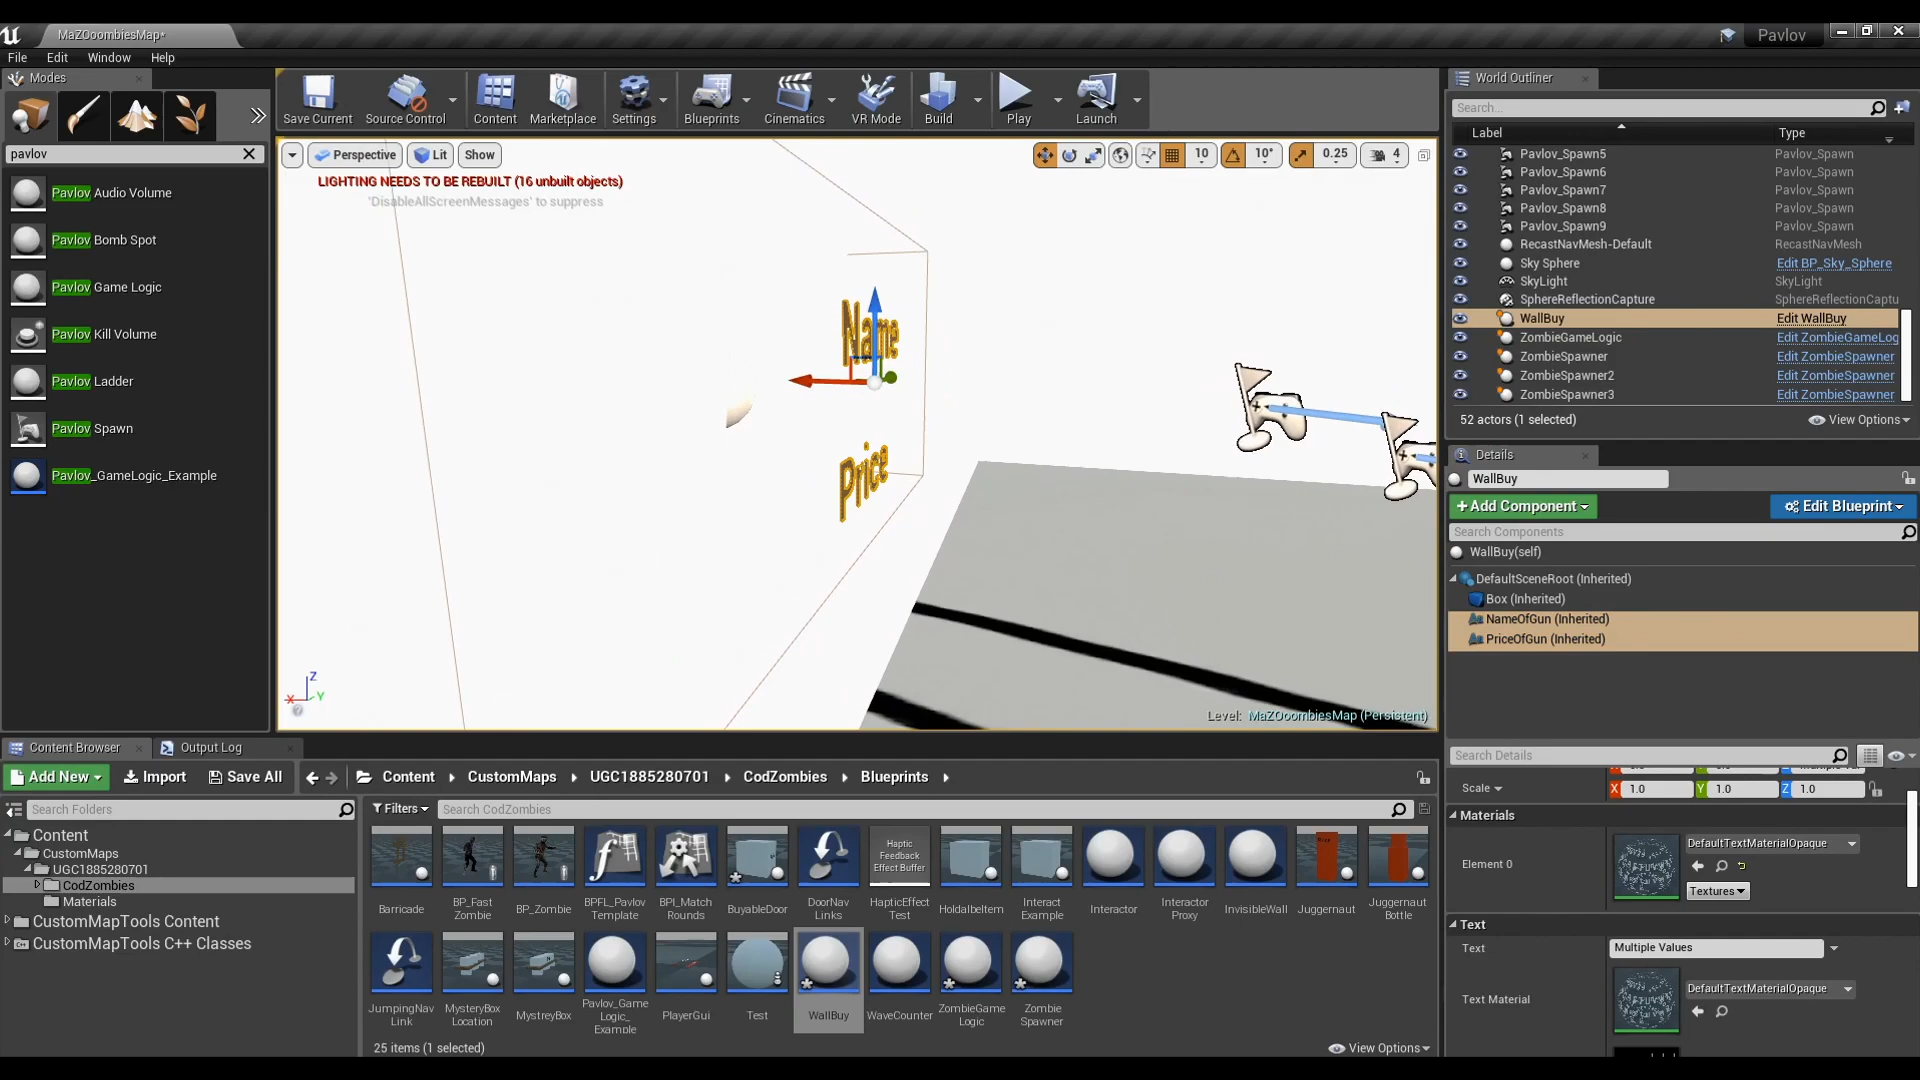 MaZOoombiesMap*
Pavlov
File Edit Window Help
Modes
pavlov
Pavlov Audio Volume
Pavlov Bomb Spot
Pavlov Game Logic
Pavlov Kill Volume
Pavlov Ladder
Pavlov Spawn
Pavlov_GameLogic_Example
Save Current Source Control Content Marketplace Settings Blueprints Cinematics VR Mode Build Play Launch
Perspective Lit Show
10 10° 0.25 4
LIGHTING NEEDS TO BE REBUILT (16 unbuilt objects)
'DisableAllScreenMessages' to suppress
Name
Price
Z
X Y
Level: MaZOoombiesMap (Persistent)
World Outliner
Search...
Label Type
Pavlov_Spawn5 Pavlov_Spawn
Pavlov_Spawn6 Pavlov_Spawn
Pavlov_Spawn7 Pavlov_Spawn
Pavlov_Spawn8 Pavlov_Spawn
Pavlov_Spawn9 Pavlov_Spawn
RecastNavMesh-Default RecastNavMesh
Sky Sphere Edit BP_Sky_Sphere
SkyLight SkyLight
SphereReflectionCapture SphereReflectionCaptu
WallBuy Edit WallBuy
ZombieGameLogic Edit ZombieGameLog
ZombieSpawner Edit ZombieSpawner
ZombieSpawner2 Edit ZombieSpawner
ZombieSpawner3 Edit ZombieSpawner
52 actors (1 selected) View Options
Details
WallBuy
+Add Component Edit Blueprint
Search Components
WallBuy(self)
DefaultSceneRoot (Inherited)
Box (Inherited)
NameOfGun (Inherited)
PriceOfGun (Inherited)
Search Details
Scale X 1.0 Y 1.0 Z 1.0
Materials
Element 0 DefaultTextMaterialOpaque
Textures
Text
Text Multiple Values
Text Material DefaultTextMaterialOpaque
Content Browser Output Log
Add New Import Save All Content CustomMaps UGC1885280701 CodZombies Blueprints
Search Folders
Content
CustomMaps
UGC1885280701
CodZombies
Materials
CustomMapTools Content
CustomMapTools C++ Classes
Filters Search CodZombies
Haptic
Feedback
Effect Buffer
Barricade
BP_Fast
Zombie
BP_Zombie
BPFL_Pavlov
Template
BPI_Match
Rounds
BuyableDoor
DoorNav
Links
HapticEffect
Test
HoldalbeItem
Interact
Example
Interactor
Interactor
Proxy
InvisibleWall
Juggernaut
Juggernaut
Bottle
JumpingNav
Link
MysteryBox
Location
MystreyBox
Pavlov_Game
Logic_
Example
PlayerGui
Test
WallBuy
WaveCounter
ZombieGame
Logic
Zombie
Spawner
25 items (1 selected) View Options